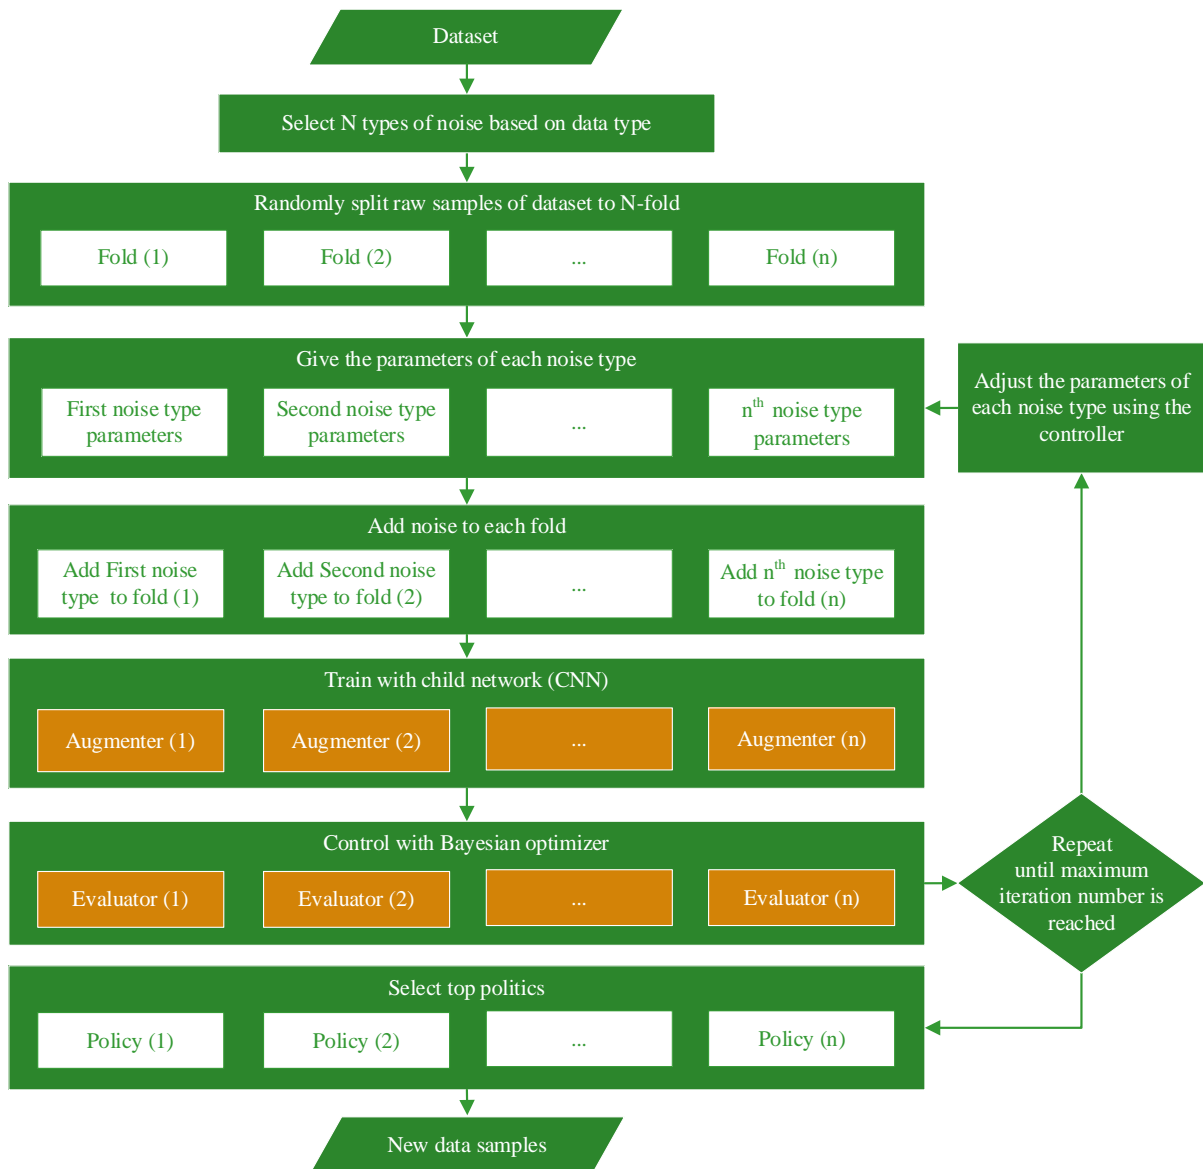 Dataset
Select N types of noise based on data type
Randomly split raw samples of dataset to N-fold
Fold (1)
Fold (2)
...
Fold (n)
Give the parameters of each noise type
First noise type
parameters
Second noise type
parameters
...
nth noise type
parameters
Adjust the parameters of
each noise type using the
controller
Add noise to each fold
Add First noise
type to fold (1)
Add Second noise
type to fold (2)
...
Add nth noise type
to fold (n)
Train with child network (CNN)
Augmenter (1)
Augmenter (2)
...
Augmenter (n)
Control with Bayesian optimizer
Evaluator (1)
Evaluator (2)
...
Evaluator (n)
Repeat
until maximum
iteration number is
reached
Select top politics
Policy (1)
Policy (2)
...
Policy (n)
New data samples